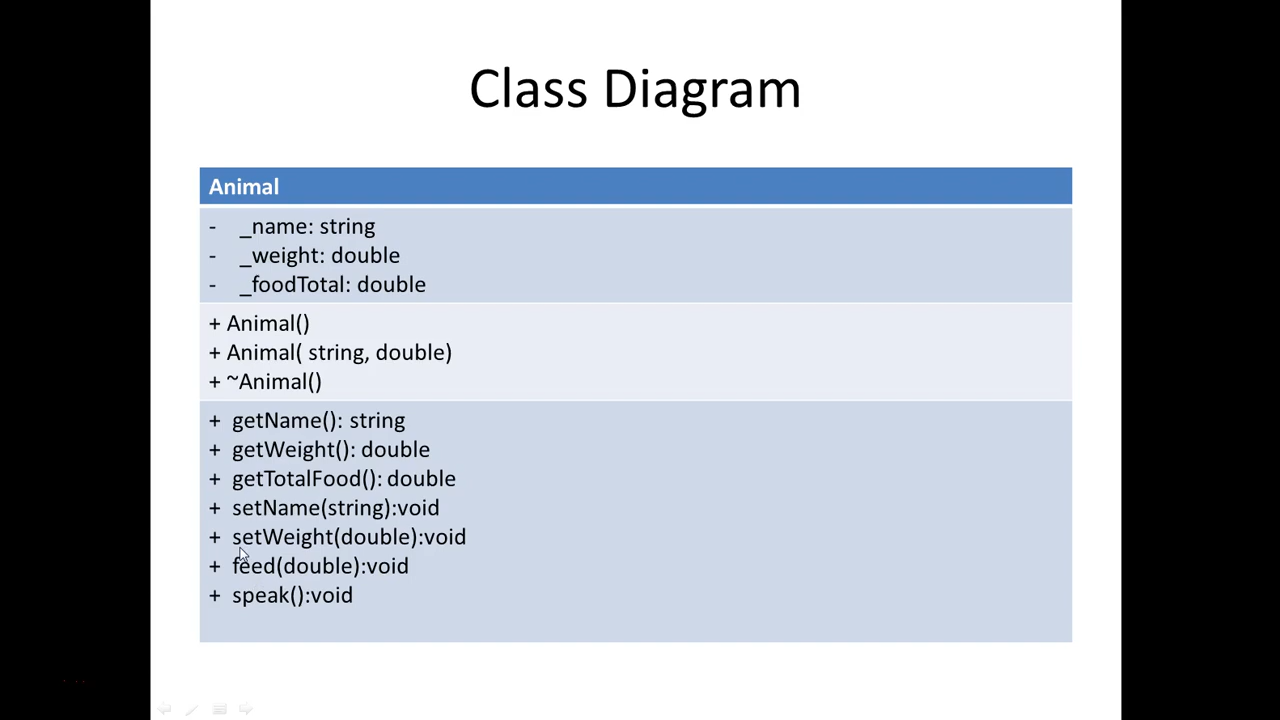 Class Diagram
Animal
- _name: string
- _weight: double
- _foodTotal: double
+ Animal()
+ Animal( string, double)
+ ~Animal()
+ getName(): string
+ getWeight(): double
+ getTotalFood(): double
+ setName(string):void
+ setWeight(double):void
+ feed(double):void
+ speak():void